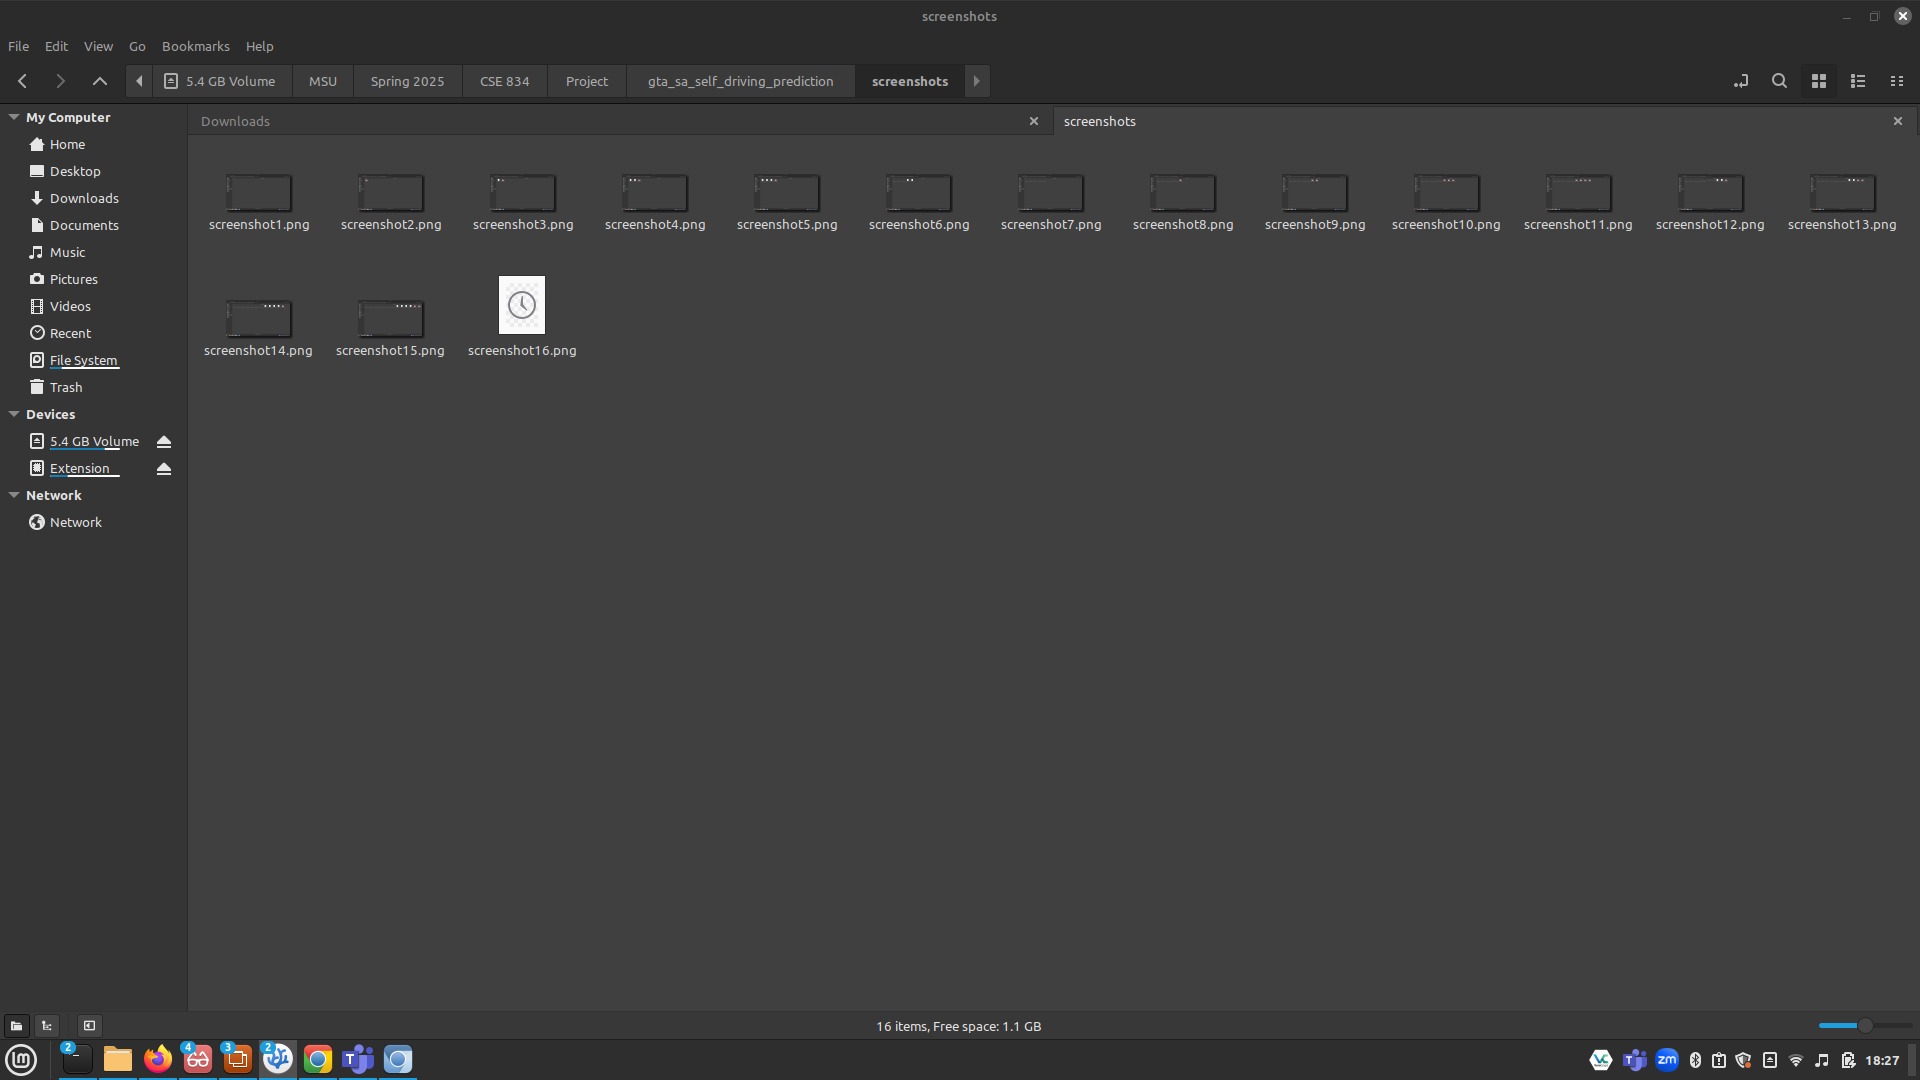 screenshots
File Edit View Go Bookmarks Help
5.4 GB Volume MSU Spring 2025 CSE 834 Project gta_sa_self_driving_prediction screenshots
My Computer
Home
Desktop
Downloads
Documents
Music
Pictures
Videos
Recent
File System
Trash
Devices
5.4 GB Volume
Extension
Network
Network
Downloads screenshots
screenshot1.png screenshot2.png screenshot3.png screenshot4.png screenshot5.png screenshot6.png screenshot7.png screenshot8.png screenshot9.png screenshot10.png screenshot11.png screenshot12.png screenshot13.png
screenshot14.png screenshot15.png screenshot16.png
16 items, Free space: 1.1 GB
2 4 3 2 T VC T zm 18:27